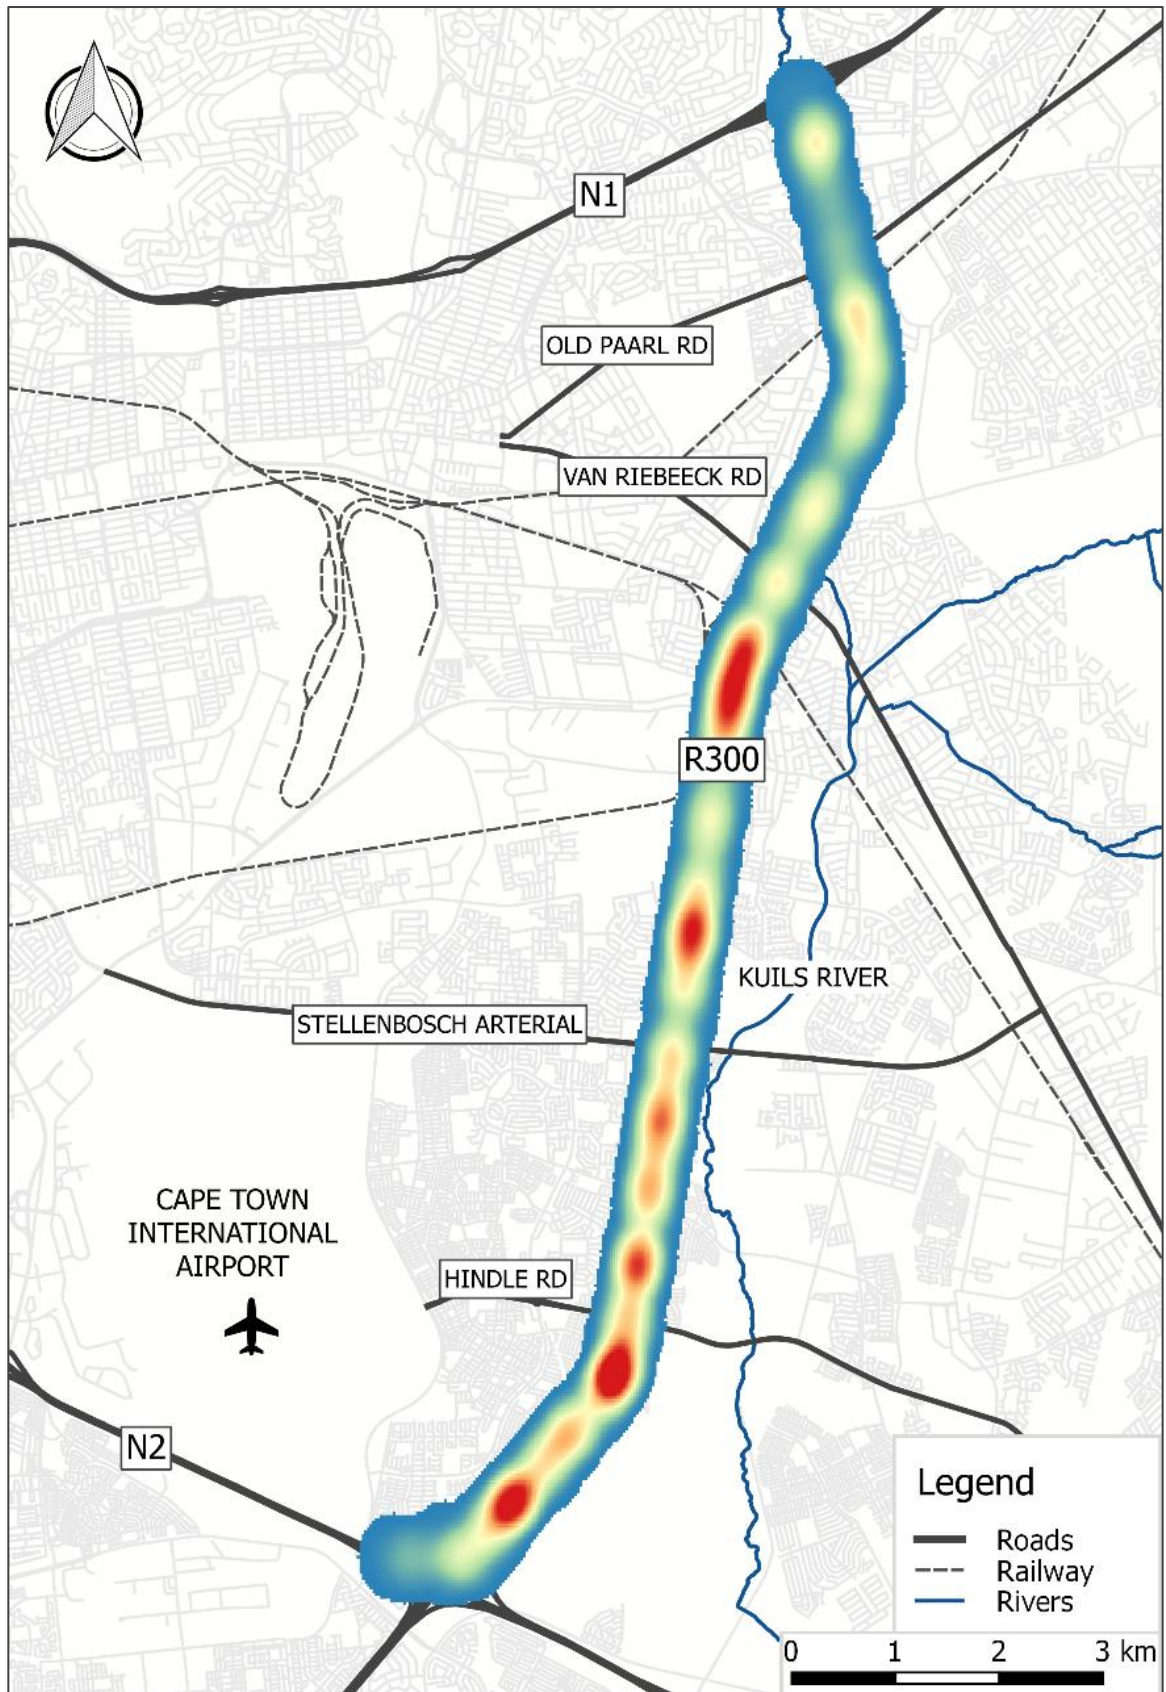 N1
OLD PAARL RD
VAN RIEBEECK RD
R300
KUILS RIVER
STELLENBOSCH ARTERIAL
CAPE TOWN
INTERNATIONAL
AIRPORT
HINDLE RD
N2
Legend
Roads
Railway
Rivers
0 1 2 3 km